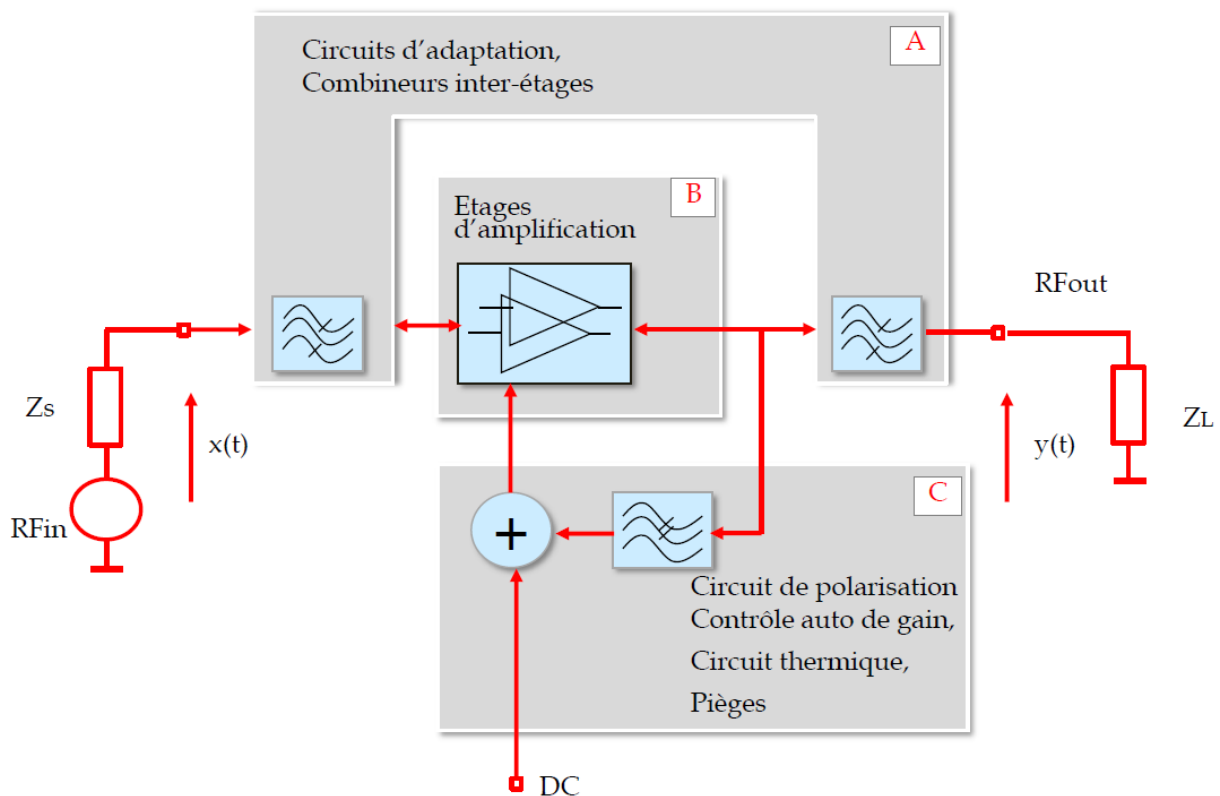 A
Circuits d'adaptation,
Combineurs inter-étages
B
Etages
d'amplification
RFout
Zs
x(t)
y(t)
ZL
RFin
C
+
Circuit de polarisation
Contrôle auto de gain,
Circuit thermique,
Pièges
DC